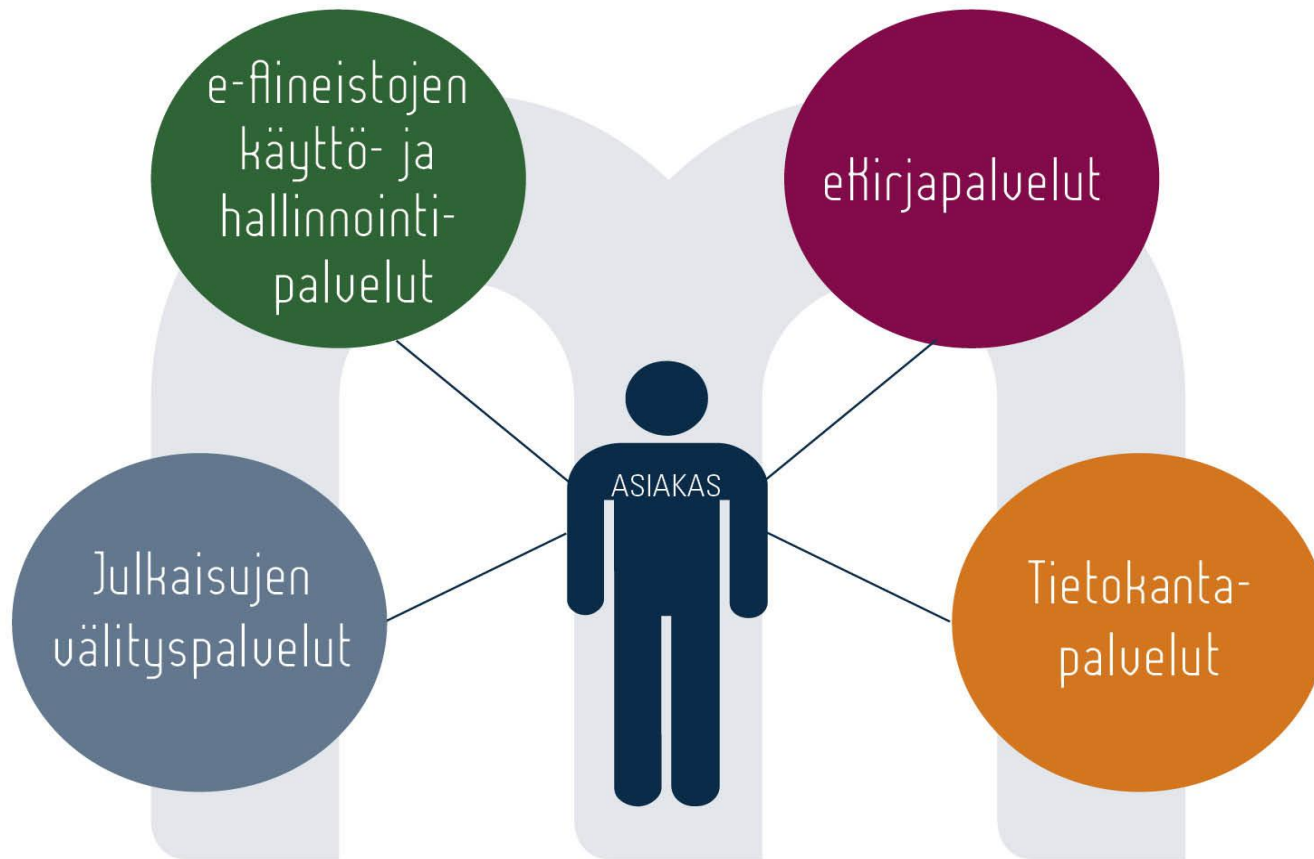 e-Aineistojen
käyttö- ja
hallinnointi-
palvelut
eKirjapalvelut
ASIAKAS
Julkaisujen
välityspalvelut
Tietokanta-
palvelut